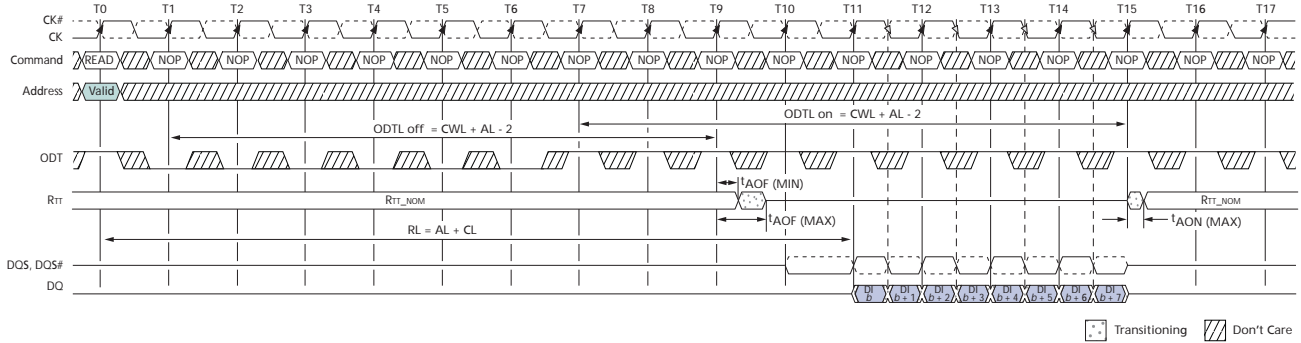 T0 T1 T2 T3 T4 T5 T6 T7 T8 T9 T10 T11 T12 T13 T14 T15 T16 T17
CK#
CK
Command READ NOP NOP NOP NOP NOP NOP NOP NOP NOP NOP NOP NOP NOP NOP NOP NOP NOP
Address Valid
ODTL on = CWL + AL - 2
ODTL off = CWL + AL - 2
ODT
tAOF (MIN)
RTT RTT_NOM RTT_NOM
tAOF (MAX) tAON (MAX)
RL = AL + CL
DQS, DQS#
DQ DI b DI b + 1 DI b + 2 DI b + 3 DI b + 4 DI b + 5 DI b + 6 DI b + 7
Transitioning Don't Care